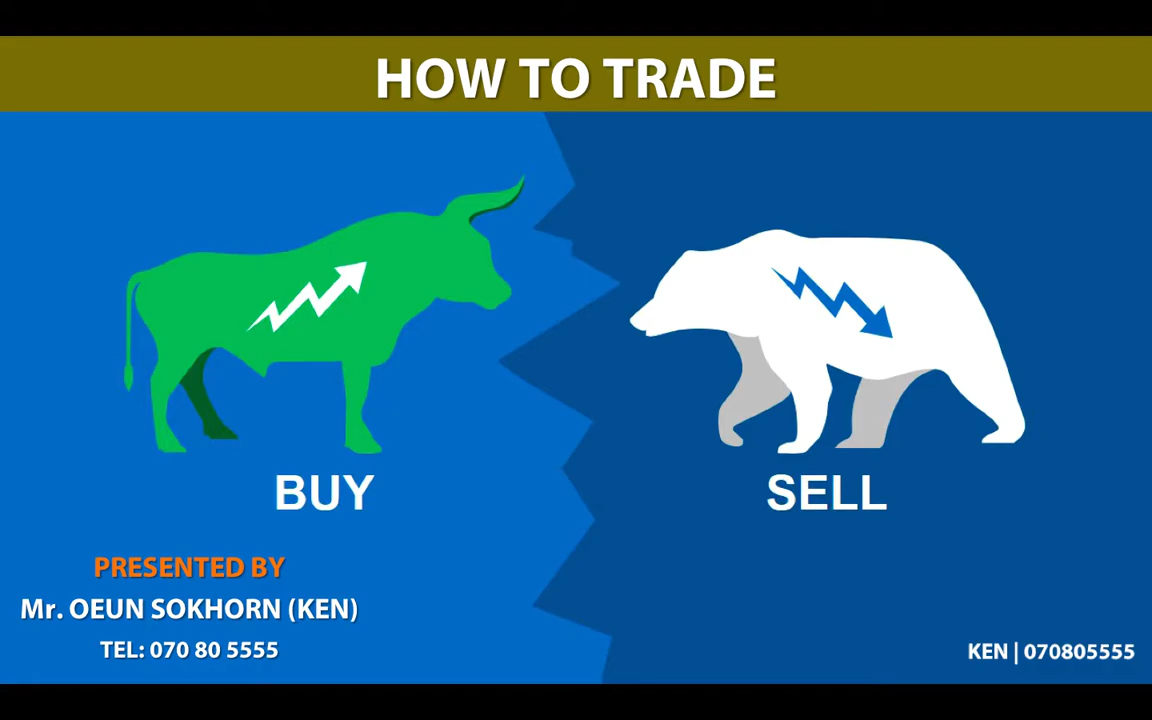 HOW TO TRADE
BUY
SELL
PRESENTED BY
Mr. OEUN SOKHORN (KEN)
TEL: 070 80 5555
KEN | 070805555